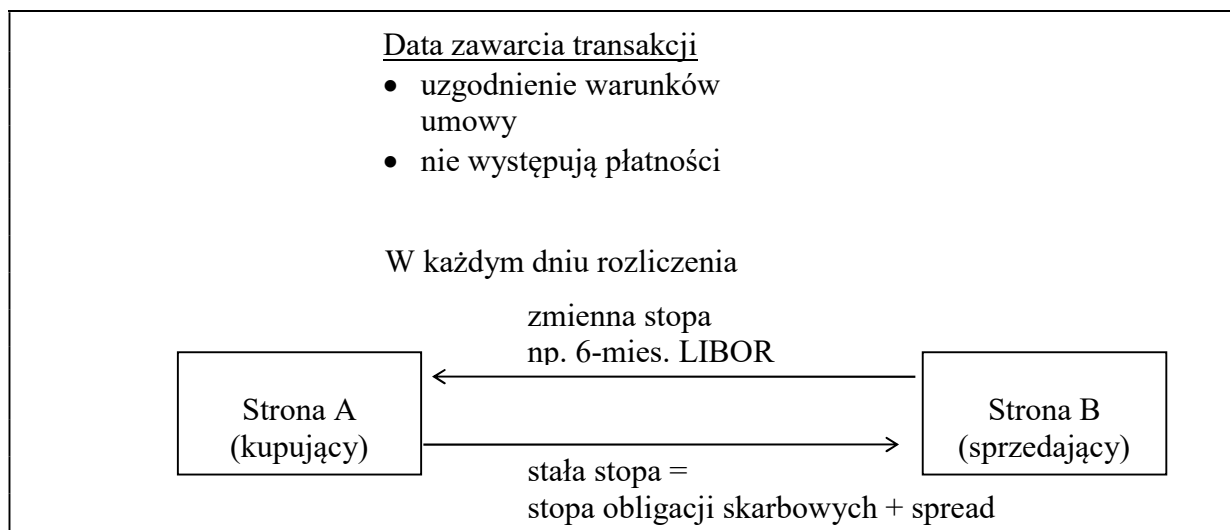 Data zawarcia transakcji
• uzgodnienie warunków
umowy
• nie występują płatności
W każdym dniu rozliczenia
zmienna stopa
np. 6-mies. LIBOR
Strona A
(kupujący)
Strona B
(sprzedający)
stała stopa =
stopa obligacji skarbowych + spread